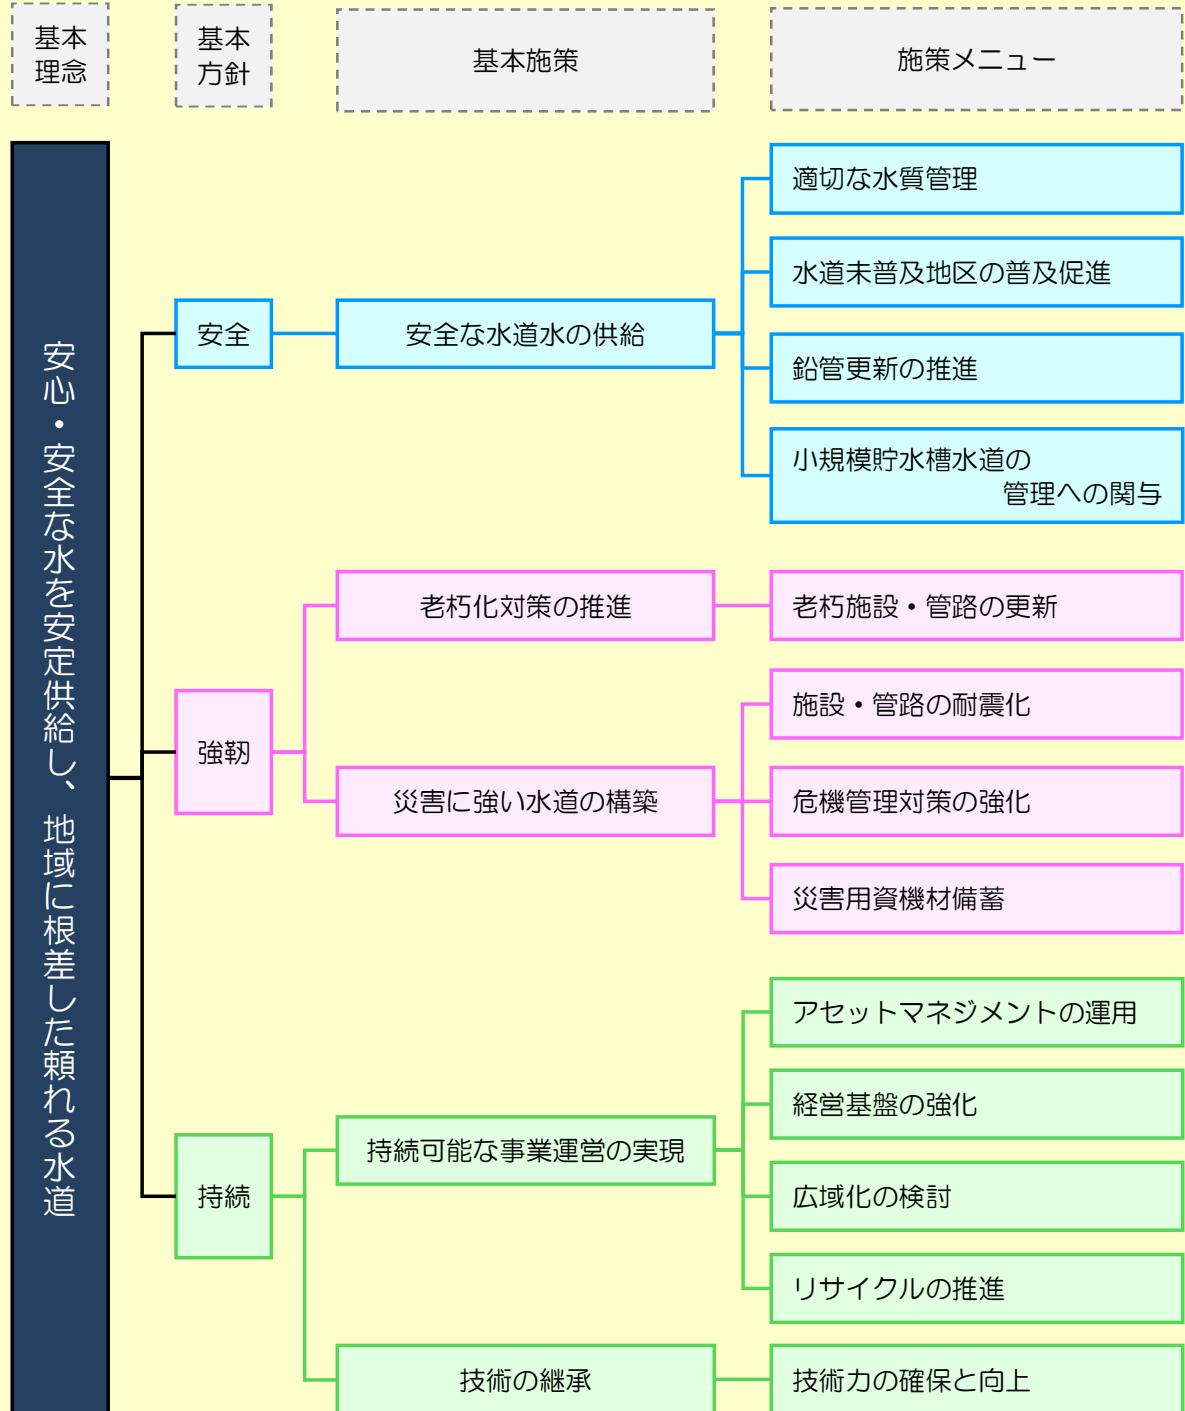 基本
理念
基本
方針
基本施策
施策メニュー
安心・安全な水を安定供給し、地域に根差した頼れる水道
安全
安全な水道水の供給
適切な水質管理
水道未普及地区の普及促進
鉛管更新の推進
小規模貯水槽水道の
管理への関与
強靭
老朽化対策の推進
老朽施設・管路の更新
災害に強い水道の構築
施設・管路の耐震化
危機管理対策の強化
災害用資機材備蓄
持続
持続可能な事業運営の実現
アセットマネジメントの運用
経営基盤の強化
広域化の検討
リサイクルの推進
技術の継承
技術力の確保と向上